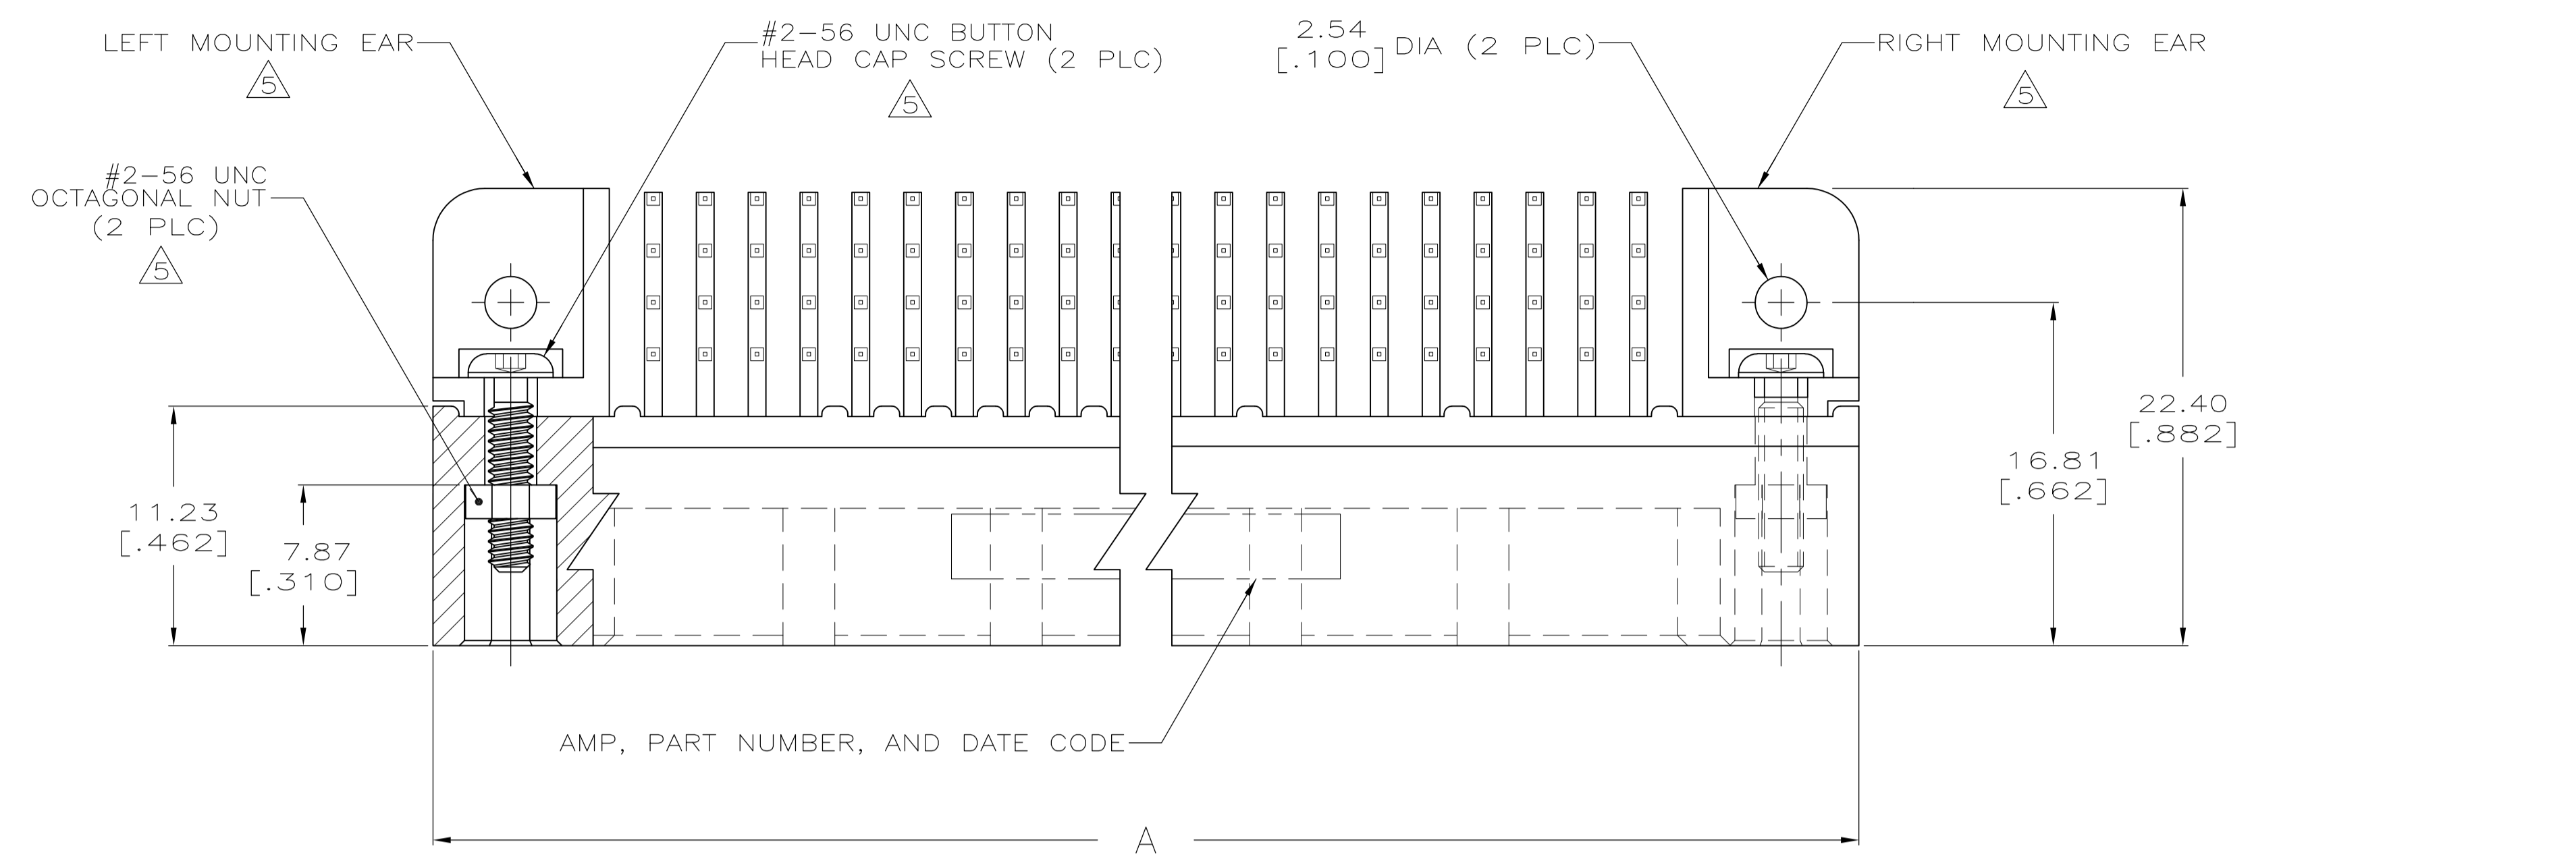 LEFT MOUNTING EAR
5
#2-56 UNC BUTTON
HEAD CAP SCREW (2 PLC)
5
2.54
[.100] DIA (2 PLC)
RIGHT MOUNTING EAR
5
#2-56 UNC
OCTAGONAL NUT
(2 PLC)
5
22.40
[.882]
16.81
[.662]
11.23
[.462]
7.87
[.310]
AMP, PART NUMBER, AND DATE CODE
A